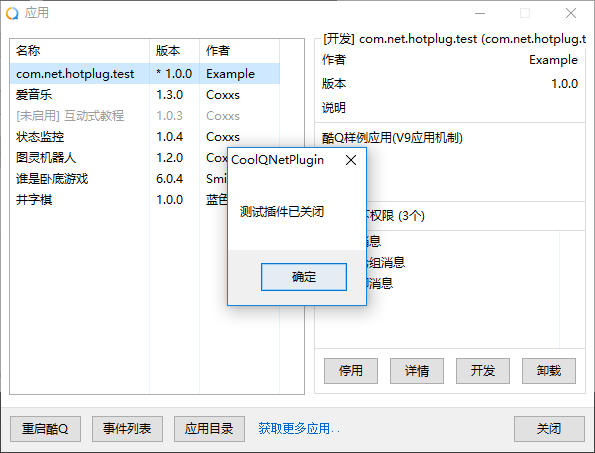 应用
名称 版本 作者
com.net.hotplug.test * 1.0.0 Example
爱音乐 1.3.0 Coxxs
[未启用] 互动式教程 1.0.3 Coxxs
状态监控 1.0.4 Coxxs
图灵机器人 1.2.0
谁是卧底游戏 6.0.4
井字棋 1.0.0
[开发] com.net.hotplug.test (com.net.hotplug.t
作者 Example
版本 1.0.0
说明
酷Q样例应用(V9应用机制)
权限 (3个)
消息
组消息
消息
CoolQNetPlugin
测试插件已关闭
确定
停用 详情 开发 卸载
重启酷Q 事件列表 应用目录 获取更多应用. . 关闭